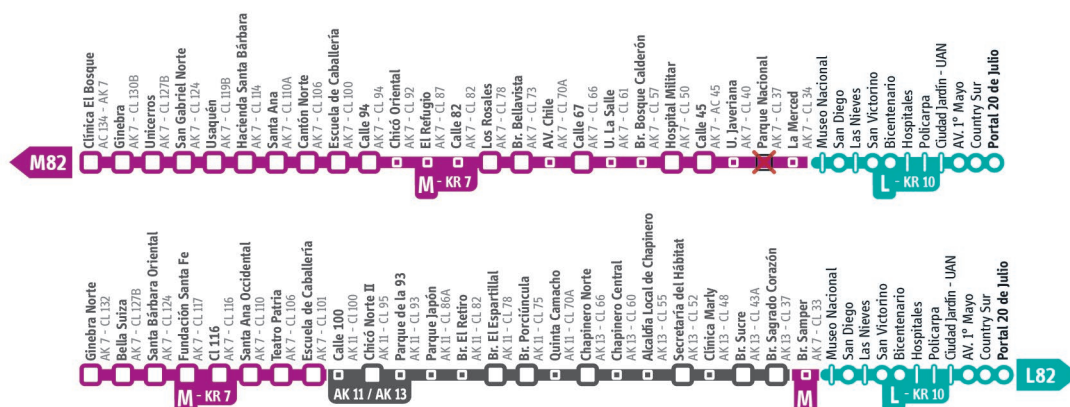 Clínica El Bosque
AC 134 - AK 7
Ginebra
AK 7 - CL 130B
Unicerros
AK 7 - CL 127B
San Gabriel Norte
AK 7 - CL 124
Usaquén
AK 7 - CL 119B
Hacienda Santa Bárbara
AK 7 - CL 114
Santa Ana
AK 7 - CL 110A
Cantón Norte
AK 7 - CL 106
Escuela de Caballería
AK 7 - CL 100
Calle 94
AK 7 - CL 94
Chicó Oriental
AK 7 - CL 92
El Refugio
AK 7 - CL 87
Calle 82
AK 7 - CL 82
Los Rosales
AK 7 - CL 77
Br. Bellavista
AK 7 - CL 73
AV. Chile
AK 7 - CL 70A
Calle 67
AK 7 - CL 66
U. La Salle
AK 7 - CL 61
Br. Bosque Calderón
AK 7 - CL 57
Hospital Militar
AK 7 - CL 50
Calle 45
AK 7 - AC 45
U. Javeriana
AK 7 - CL 40
Parque Nacional
AK 7 - CL 37
La Merced
AK 7 - CL 34
Museo Nacional
San Diego
Las Nieves
San Victorino
Bicentenario
Hospitales
Policarpa
Ciudad Jardín - UAN
AV. 1° Mayo
Country Sur
Portal 20 de Julio
M82
M - KR 7
L - KR 10
Ginebra Norte
AK 7 - CL 132
Bella Suiza
AK 7 - CL 127B
Santa Bárbara Oriental
AK 7 - CL 124
Fundación Santa Fe
AK 7 - CL 117
Cl 116
AK 7 - CL 116
Santa Ana Occidental
AK 7 - CL 110
Teatro Patria
AK 7 - CL 106
Escuela de Caballería
AK 7 - CL 101
Calle 100
AK 11 - CL 100
Chicó Norte II
AK 11 - CL 95
Parque de la 93
AK 11 - CL 93
Parque Japón
AK 11 - CL 86A
Br. El Retiro
AK 11 - CL 82
Br. El Espartillal
AK 11 - CL 78
Br. Porciúncula
AK 11 - CL 75
Quinta Camacho
AK 11 - CL 70A
Chapinero Norte
AK 13 - CL 66
Chapinero Central
AK 13 - CL 60
Alcaldía Local de Chapinero
AK 13 - CL 55
Secretaría del Hábitat
AK 13 - CL 52
Clínica Marly
AK 13 - CL 48
Br. Sucre
AK 13 - CL 43A
Br. Sagrado Corazón
AK 13 - CL 37
Br. Samper
AK 7 - CL 33
Museo Nacional
San Diego
Las Nieves
San Victorino
Bicentenario
Hospitales
Policarpa
Ciudad Jardín - UAN
AV. 1° Mayo
Country Sur
Portal 20 de Julio
M - KR 7
AK 11 / AK 13
M
L - KR 10
L82